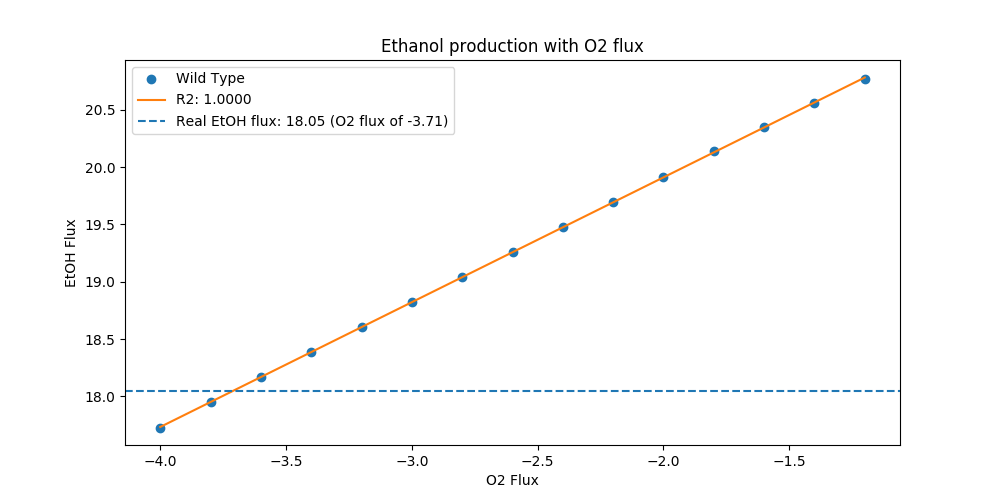 Ethanol production with O2 flux
Wild Type
R2: 1.0000
Real EtOH flux: 18.05 (O2 flux of -3.71)
EtOH Flux
20.5
20.0
19.5
19.0
18.5
18.0
−4.0
−3.5
−3.0
−2.5
−2.0
−1.5
O2 Flux